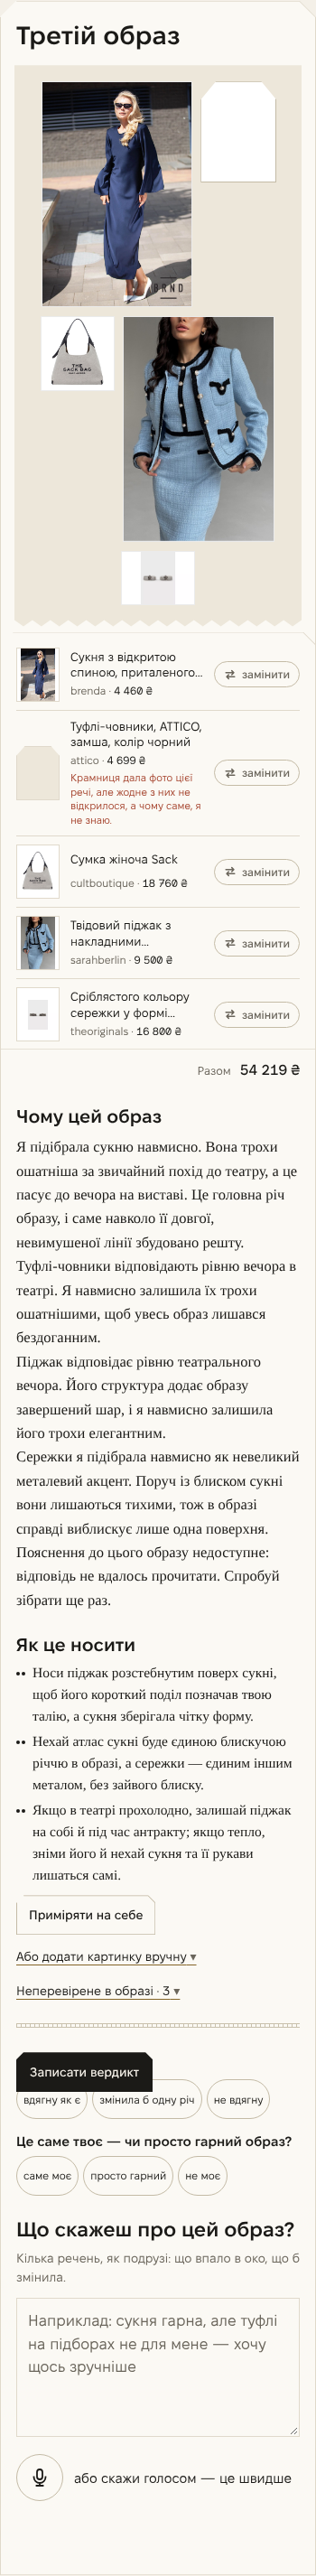 Третій образ
BRND
THE
SACK BAG
Сукня з відкритою
спиною, приталеного...
brenda · 4 460 ₴
замінити
Туфлі-човники, ATTICO,
замша, колір чорний
attico · 4 699 ₴
Крамниця дала фото цієї
речі, але жодне з них не
відкрилося, а чому саме, я
не знаю.
замінити
Сумка жіноча Sack
cultboutique · 18 760 ₴
замінити
Твідовий піджак з
накладними...
sarahberlin · 9 500 ₴
замінити
Сріблястого кольору
сережки у формі...
theoriginals · 16 800 ₴
замінити
Разом 54 219 ₴
Чому цей образ
Я підібрала сукню навмисно. Вона трохи
ошатніша за звичайний похід до театру, а це
пасує до вечора на виставі. Це головна річ
образу, і саме навколо її довгої,
невимушеної лінії збудовано решту.
Туфлі-човники відповідають рівню вечора в
театрі. Я навмисно залишила їх трохи
ошатнішими, щоб увесь образ лишався
бездоганним.
Піджак відповідає рівню театрального
вечора. Його структура додає образу
завершений шар, і я навмисно залишила
його трохи елегантним.
Сережки я підібрала навмисно як невеликий
металевий акцент. Поруч із блиском сукні
вони лишаються тихими, тож в образі
справді виблискує лише одна поверхня.
Пояснення до цього образу недоступне:
відповідь не вдалось прочитати. Спробуй
зібрати ще раз.
Як це носити
•• Носи піджак розстебнутим поверх сукні,
щоб його короткий поділ позначав твою
талію, а сукня зберігала чітку форму.
•• Нехай атлас сукні буде єдиною блискучою
річчю в образі, а сережки — єдиним іншим
металом, без зайвого блиску.
•• Якщо в театрі прохолодно, залишай піджак
на собі й під час антракту; якщо тепло,
зніми його й нехай сукня та її рукави
лишаться самі.
Приміряти на себе
Або додати картинку вручну ▾
Неперевірене в образі · 3 ▾
Записати вердикт
вдягну як є
змінила б одну річ
не вдягну
Це саме твоє — чи просто гарний образ?
саме моє
просто гарний
не моє
Що скажеш про цей образ?
Кілька речень, як подрузі: що впало в око, що б
змінила.
Наприклад: сукня гарна, але туфлі
на підборах не для мене — хочу
щось зручніше
або скажи голосом — це швидше